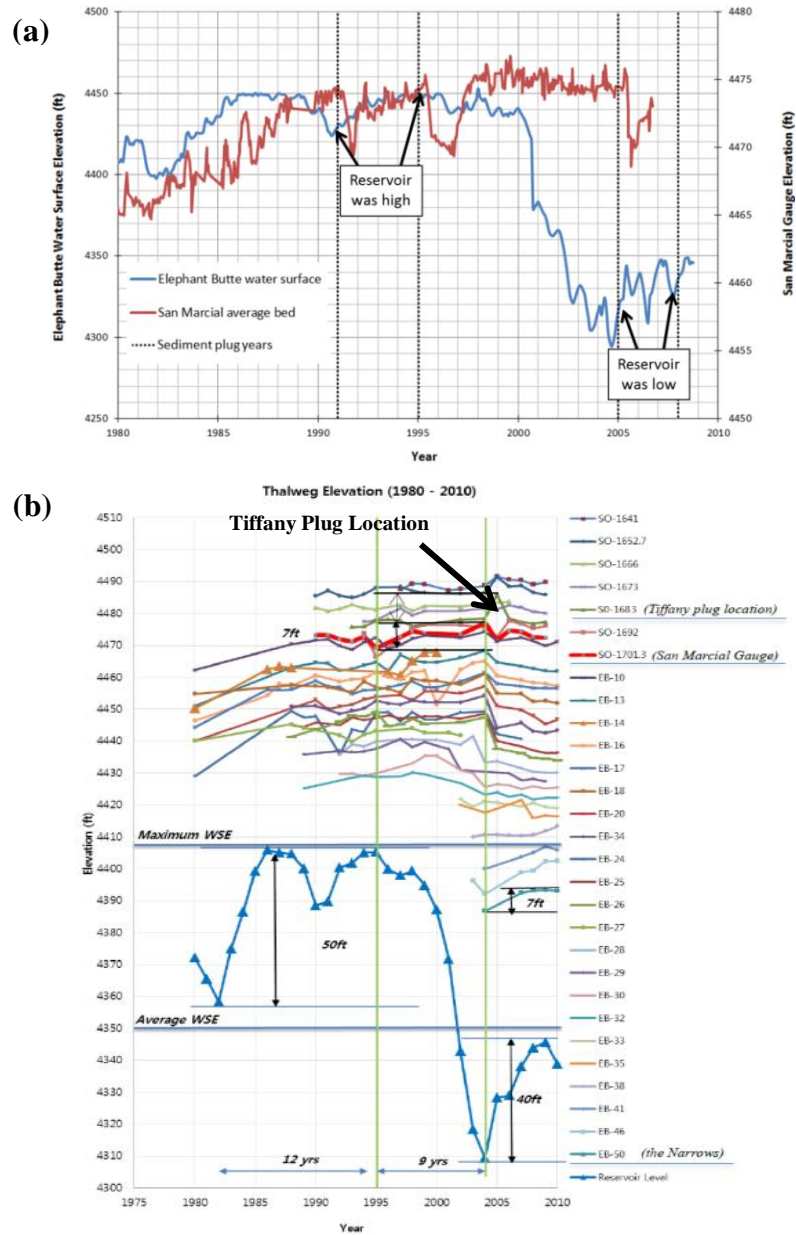 (a)
4500
4450
4400
4350
4300
4250
Elephant Butte Water Surface Elevation (ft)
4480
4475
4470
4465
4460
4455
4450
San Marcial Gauge Elevation (ft)
Reservoir
was high
Elephant Butte water surface
San Marcial average bed
Sediment plug years
Reservoir
was low
1980
1985
1990
1995
2000
2005
2010
Year
(b)
Thalweg Elevation (1980 - 2010)
Tiffany Plug Location
4510
4500
4490
4480
4470
4460
4450
4440
4430
4420
4410
4400
4390
4380
4370
4360
4350
4340
4330
4320
4310
4300
Elevation (ft)
7ft
Maximum WSE
50ft
7ft
Average WSE
40ft
12 yrs
9 yrs
1975
1980
1985
1990
1995
2000
2005
2010
Year
SO-1641
SO-1652.7
SO-1666
SO-1673
SO-1683 (Tiffany plug location)
SO-1692
SO-1701.3 (San Marcial Gauge)
EB-10
EB-13
EB-14
EB-16
EB-17
EB-18
EB-20
EB-34
EB-24
EB-25
EB-26
EB-27
EB-28
EB-29
EB-30
EB-32
EB-33
EB-35
EB-38
EB-41
EB-46
EB-50 (the Narrows)
Reservoir Level